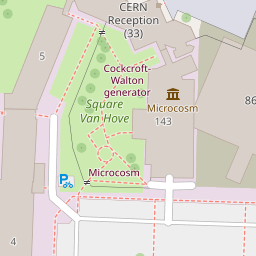 CERN
Reception
(33)
5
Cockcroft-
Walton
generator
Square
Van Hove
Microcosm
143
86
Microcosm
P
4